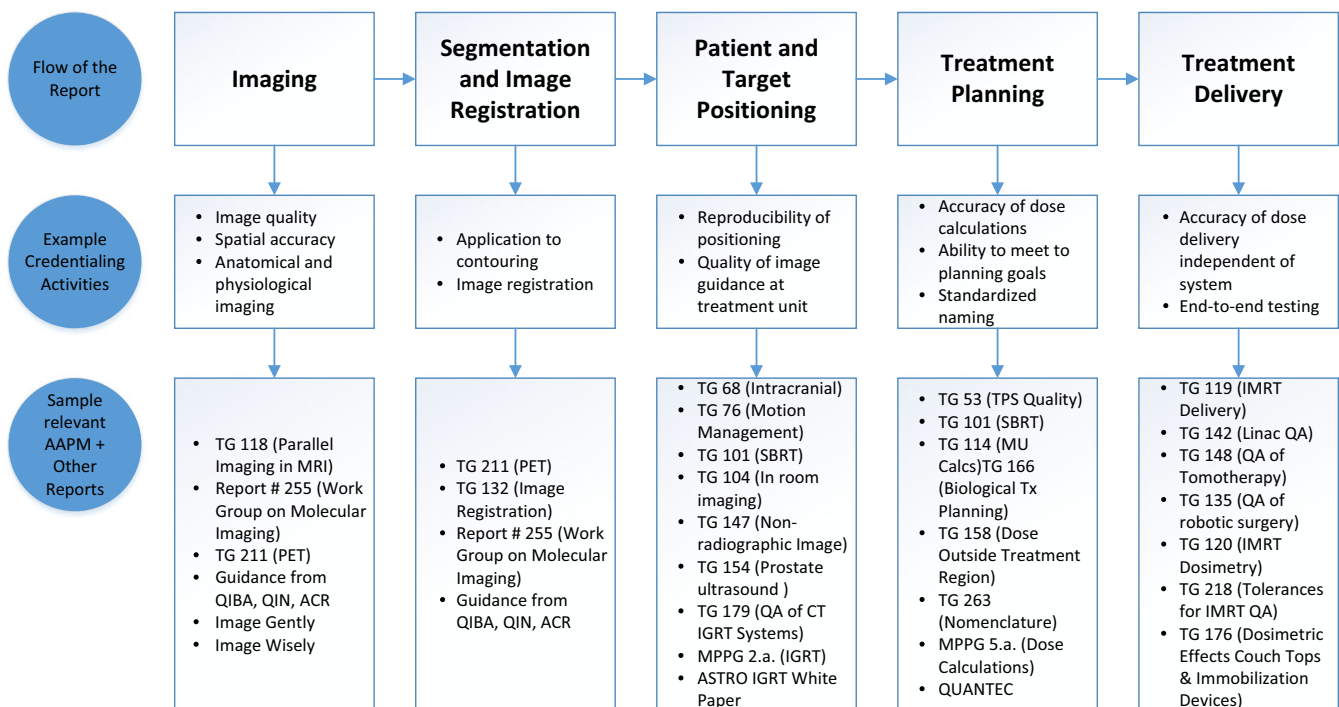 Flow of the
Report
Imaging
Segmentation
and Image
Registration
Patient and
Target
Positioning
Treatment
Planning
Treatment
Delivery
Example
Credentialing
Activities
• Image quality
• Spatial accuracy
• Anatomical and
physiological
imaging
• Application to
contouring
• Image registration
• Reproducibility of
positioning
• Quality of image
guidance at
treatment unit
• Accuracy of dose
calculations
• Ability to meet to
planning goals
• Standardized
naming
• Accuracy of dose
delivery
independent of
system
• End-to-end testing
Sample
relevant
AAPM +
Other
Reports
• TG 118 (Parallel
Imaging in MRI)
• Report # 255 (Work
Group on Molecular
Imaging)
• TG 211 (PET)
• Guidance from
QIBA, QIN, ACR
• Image Gently
• Image Wisely
• TG 211 (PET)
• TG 132 (Image
Registration)
• Report # 255 (Work
Group on Molecular
Imaging)
• Guidance from
QIBA, QIN, ACR
• TG 68 (Intracranial)
• TG 76 (Motion
Management)
• TG 101 (SBRT)
• TG 104 (In room
imaging)
• TG 147 (Non-
radiographic Image)
• TG 154 (Prostate
ultrasound )
• TG 179 (QA of CT
IGRT Systems)
• MPPG 2.a. (IGRT)
• ASTRO IGRT White
Paper
• TG 53 (TPS Quality)
• TG 101 (SBRT)
• TG 114 (MU
Calcs)TG 166
(Biological Tx
Planning)
• TG 158 (Dose
Outside Treatment
Region)
• TG 263
(Nomenclature)
• MPPG 5.a. (Dose
Calculations)
• QUANTEC
• TG 119 (IMRT
Delivery)
• TG 142 (Linac QA)
• TG 148 (QA of
Tomotherapy)
• TG 135 (QA of
robotic surgery)
• TG 120 (IMRT
Dosimetry)
• TG 218 (Tolerances
for IMRT QA)
• TG 176 (Dosimetric
Effects Couch Tops
& Immobilization
Devices)